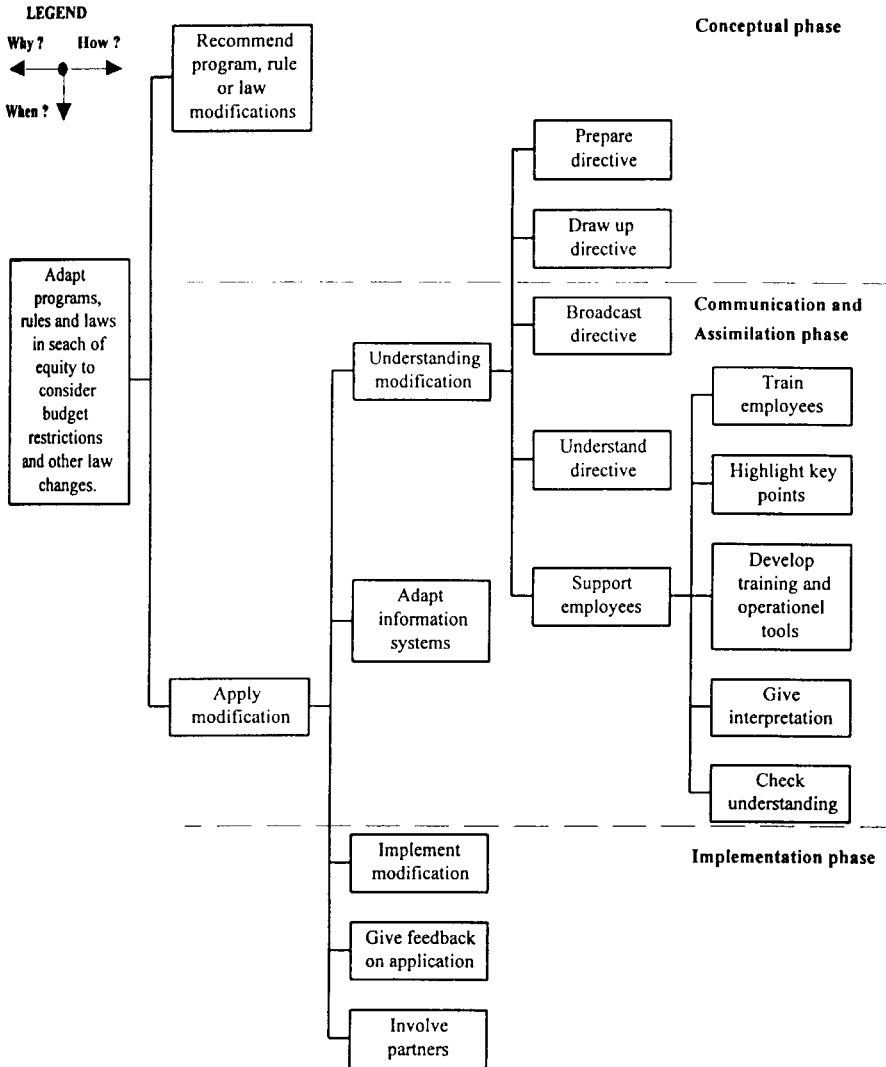 LEGEND
Why ? How ?
When ?
Conceptual phase
Recommend
program, rule
or law
modifications
Prepare
directive
Draw up
directive
Adapt
programs,
rules and laws
in seach of
equity to
consider
budget
restrictions
and other law
changes.
Communication and
Assimilation phase
Broadcast
directive
Understanding
modification
Train
employees
Understand
directive
Highlight key
points
Support
employees
Develop
training and
operationel
tools
Adapt
information
systems
Apply
modification
Give
interpretation
Check
understanding
Implementation phase
Implement
modification
Give feedback
on application
Involve
partners